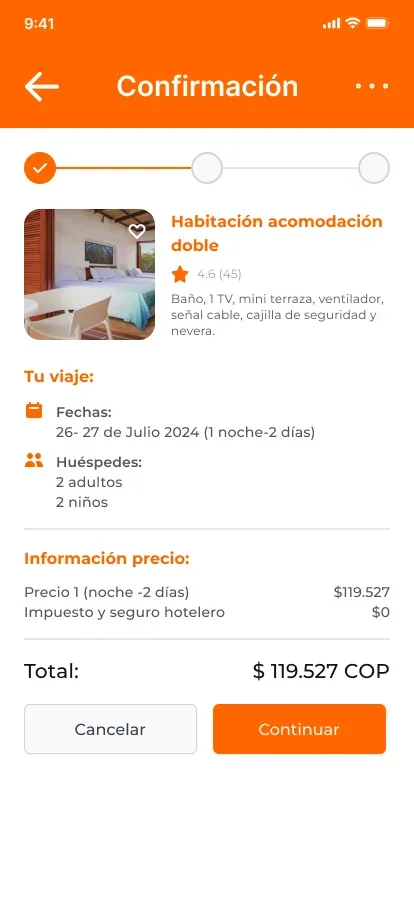 9:41
Confirmación
Habitación acomodación
doble
4.6 (45)
Baño, 1 TV, mini terraza, ventilador,
señal cable, cajilla de seguridad y
nevera.
Tu viaje:
Fechas:
26- 27 de Julio 2024 (1 noche-2 días)
Huéspedes:
2 adultos
2 niños
Información precio:
Precio 1 (noche -2 días) $119.527
Impuesto y seguro hotelero $0
Total: $ 119.527 COP
Cancelar Continuar